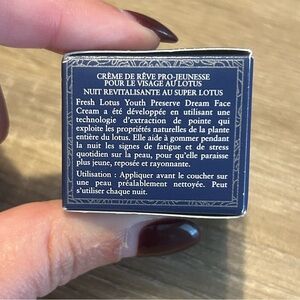 CRÈME DE RÊVE PRO-JEUNESSE
POUR LE VISAGE AU LOTUS
NUIT REVITALISANTE AU SUPER LOTUS
Fresh Lotus Youth Preserve Dream Face
Cream a été développée en utilisant une
technologie d'extraction de pointe qui
exploite les propriétés naturelles de la plante
entière du lotus. Elle aide à gommer pendant
la nuit les signes de fatigue et de stress
quotidien sur la peau, pour qu'elle paraisse
plus jeune, reposée et rayonnante.
Utilisation : Appliquer avant le coucher sur
une peau préalablement nettoyée. Peut
s'utiliser chaque nuit.